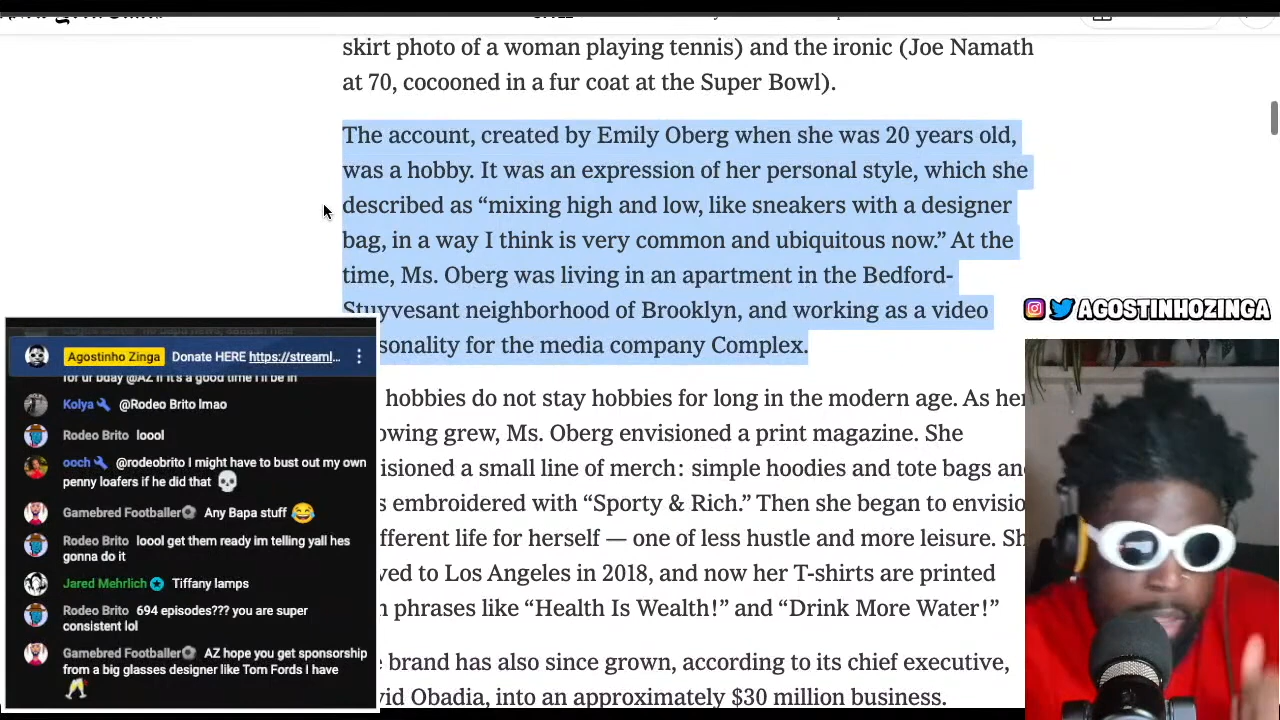 skirt photo of a woman playing tennis) and the ironic (Joe Namath
at 70, cocooned in a fur coat at the Super Bowl).
The account, created by Emily Oberg when she was 20 years old,
was a hobby. It was an expression of her personal style, which she
described as “mixing high and low, like sneakers with a designer
bag, in a way I think is very common and ubiquitous now.” At the
time, Ms. Oberg was living in an apartment in the Bedford-
Stuyvesant neighborhood of Brooklyn, and working as a video
sonality for the media company Complex.
hobbies do not stay hobbies for long in the modern age. As her
owing grew, Ms. Oberg envisioned a print magazine. She
isioned a small line of merch: simple hoodies and tote bags and
s embroidered with “Sporty & Rich.” Then she began to envisio
fferent life for herself — one of less hustle and more leisure. Sh
ved to Los Angeles in 2018, and now her T-shirts are printed
n phrases like “Health Is Wealth!” and “Drink More Water!”
e brand has also since grown, according to its chief executive,
vid Obadia, into an approximately $30 million business.
Agostinho Zinga Donate HERE https://streaml...
for ur bday @AZ if it's a good time I'll be in
Kolya @Rodeo Brito lmao
Rodeo Brito loool
ooch @rodeobrito I might have to bust out my own
penny loafers if he did that
Gamebred Footballer Any Bapa stuff
Rodeo Brito loool get them ready im telling yall hes
gonna do it
Jared Mehrlich Tiffany lamps
Rodeo Brito 694 episodes??? you are super
consistent lol
Gamebred Footballer AZ hope you get sponsorship
from a big glasses designer like Tom Fords I have
AGOSTINHOZINGA